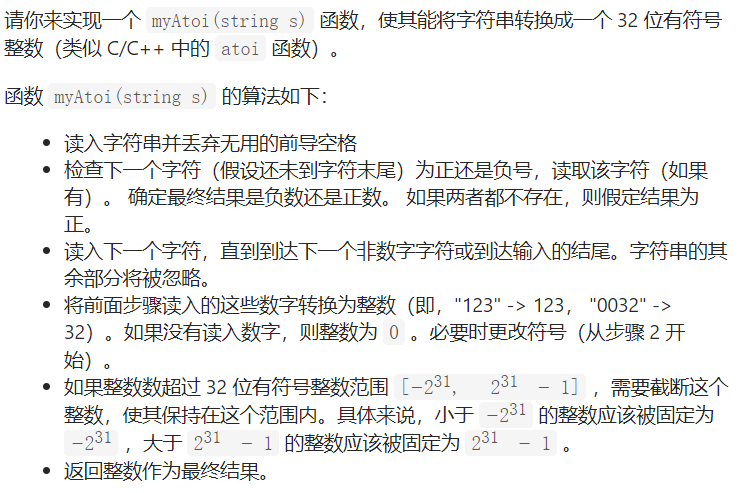 请你来实现一个 myAtoi(string s) 函数，使其能将字符串转换成一个 32 位有符号
整数（类似 C/C++ 中的 atoi 函数）。
函数 myAtoi(string s) 的算法如下：
• 读入字符串并丢弃无用的前导空格
• 检查下一个字符（假设还未到字符末尾）为正还是负号，读取该字符（如果
有）。 确定最终结果是负数还是正数。 如果两者都不存在，则假定结果为
正。
• 读入下一个字符，直到到达下一个非数字字符或到达输入的结尾。字符串的其
余部分将被忽略。
• 将前面步骤读入的这些数字转换为整数（即，"123" -> 123， "0032" ->
32）。如果没有读入数字，则整数为 0 。必要时更改符号（从步骤 2 开
始）。
• 如果整数数超过 32 位有符号整数范围 [−2³¹,  2³¹ − 1] ，需要截断这个
整数，使其保持在这个范围内。具体来说，小于 −2³¹ 的整数应该被固定为
−2³¹ ，大于 2³¹ − 1 的整数应该被固定为 2³¹ − 1 。
• 返回整数作为最终结果。